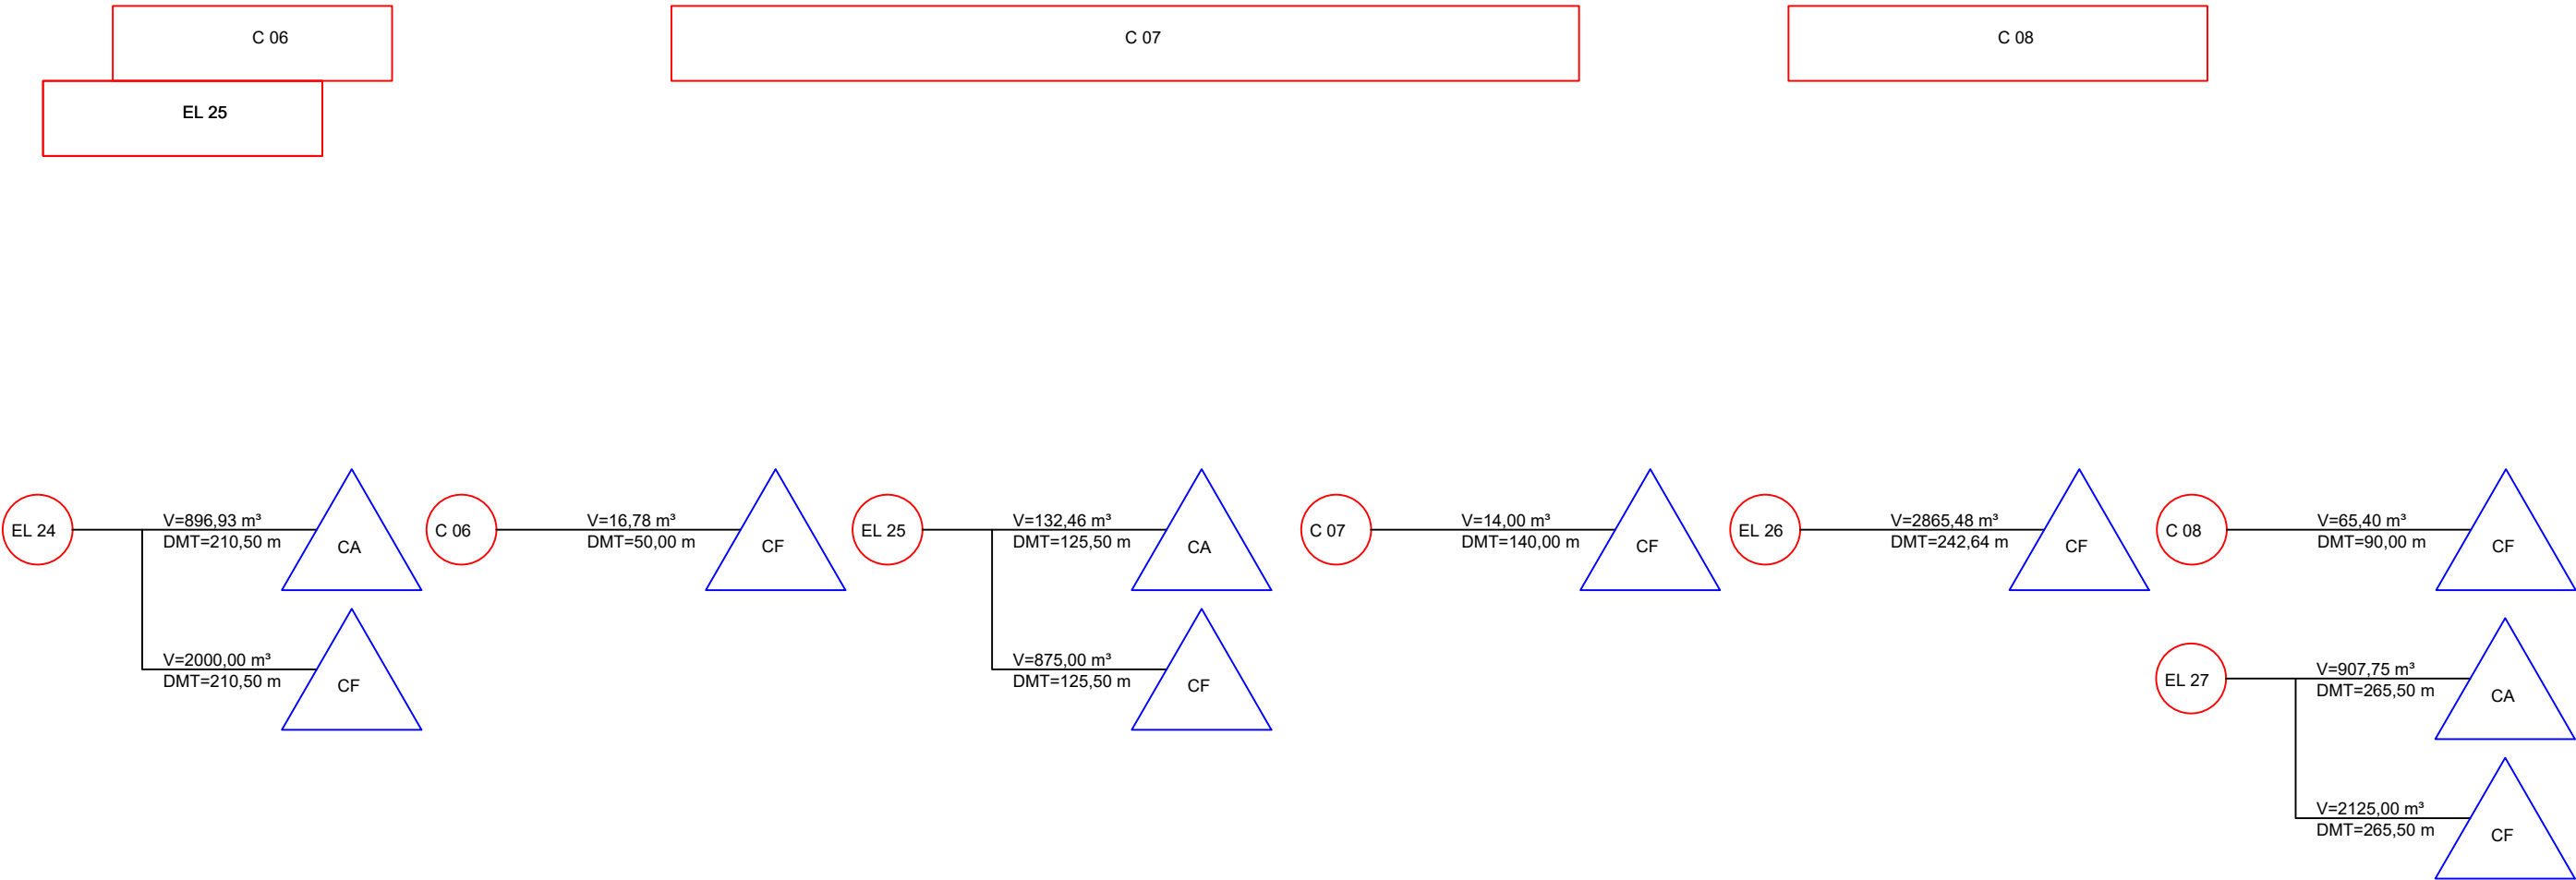 C 06
C 07
C 08
EL 25
EL 24
V=896,93 m³
DMT=210,50 m
CA
V=2000,00 m³
DMT=210,50 m
CF
C 06
V=16,78 m³
DMT=50,00 m
CF
EL 25
V=132,46 m³
DMT=125,50 m
CA
V=875,00 m³
DMT=125,50 m
CF
C 07
V=14,00 m³
DMT=140,00 m
CF
EL 26
V=2865,48 m³
DMT=242,64 m
CF
C 08
V=65,40 m³
DMT=90,00 m
CF
EL 27
V=907,75 m³
DMT=265,50 m
CA
V=2125,00 m³
DMT=265,50 m
CF